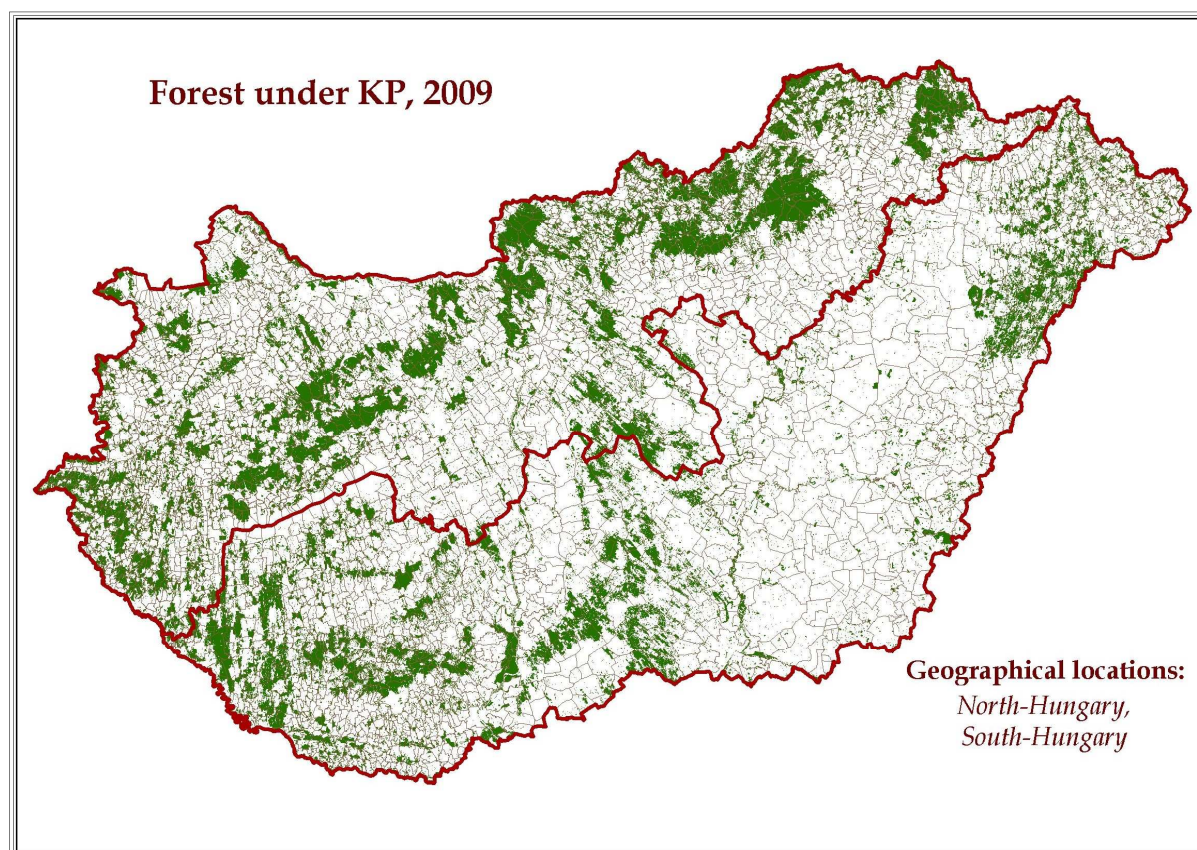 Forest under KP, 2009
Geographical locations:
North-Hungary,
South-Hungary